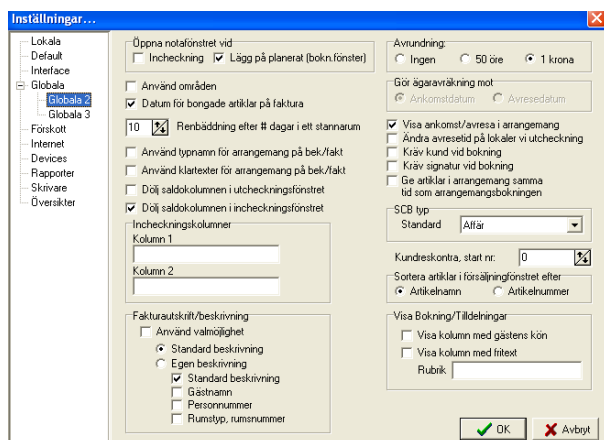 Inställningar...
Lokala
Default
Interface
Globala
Globala 2
Globala 3
Förskott
Internet
Devices
Rapporter
Skrivare
Översikter
Öppna notafönstret vid
Incheckning
Lägg på planerat (bokn.fönster)
Använd områden
Datum för bongade artiklar på faktura
10 Renbäddning efter # dagar i ett stannarum
Använd typnamn för arrangemang på bek/fakt
Använd klartexter för arrangemang på bek/fakt
Dölj saldokolumnen i utcheckningsfönstret
Dölj saldokolumnen i incheckningsfönstret
Incheckningskolumner
Kolumn 1
Kolumn 2
Fakturautskrift/beskrivning
Använd valmöjlighet
Standard beskrivning
Egen beskrivning
Standard beskrivning
Gästnamn
Personnummer
Rumstyp, rumsnummer
Avrundning:
Ingen
50 öre
1 krona
Gör ägaravräkning mot
Ankomstdatum
Avresedatum
Visa ankomst/avresa i arrangemang
Ändra avresetid på lokaler vi utcheckning
Kräv kund vid bokning
Kräv signatur vid bokning
Ge artiklar i arrangemang samma
tid som arrangemangsbokningen
SCB typ
Standard Affär
Kundreskontra, start nr: 0
Sortera artiklar i försäljningfönstret efter
Artikelnamn
Artikelnummer
Visa Bokning/Tilldelningar
Visa kolumn med gästens kön
Visa kolumn med fritext
Rubrik
OK
Avbryt